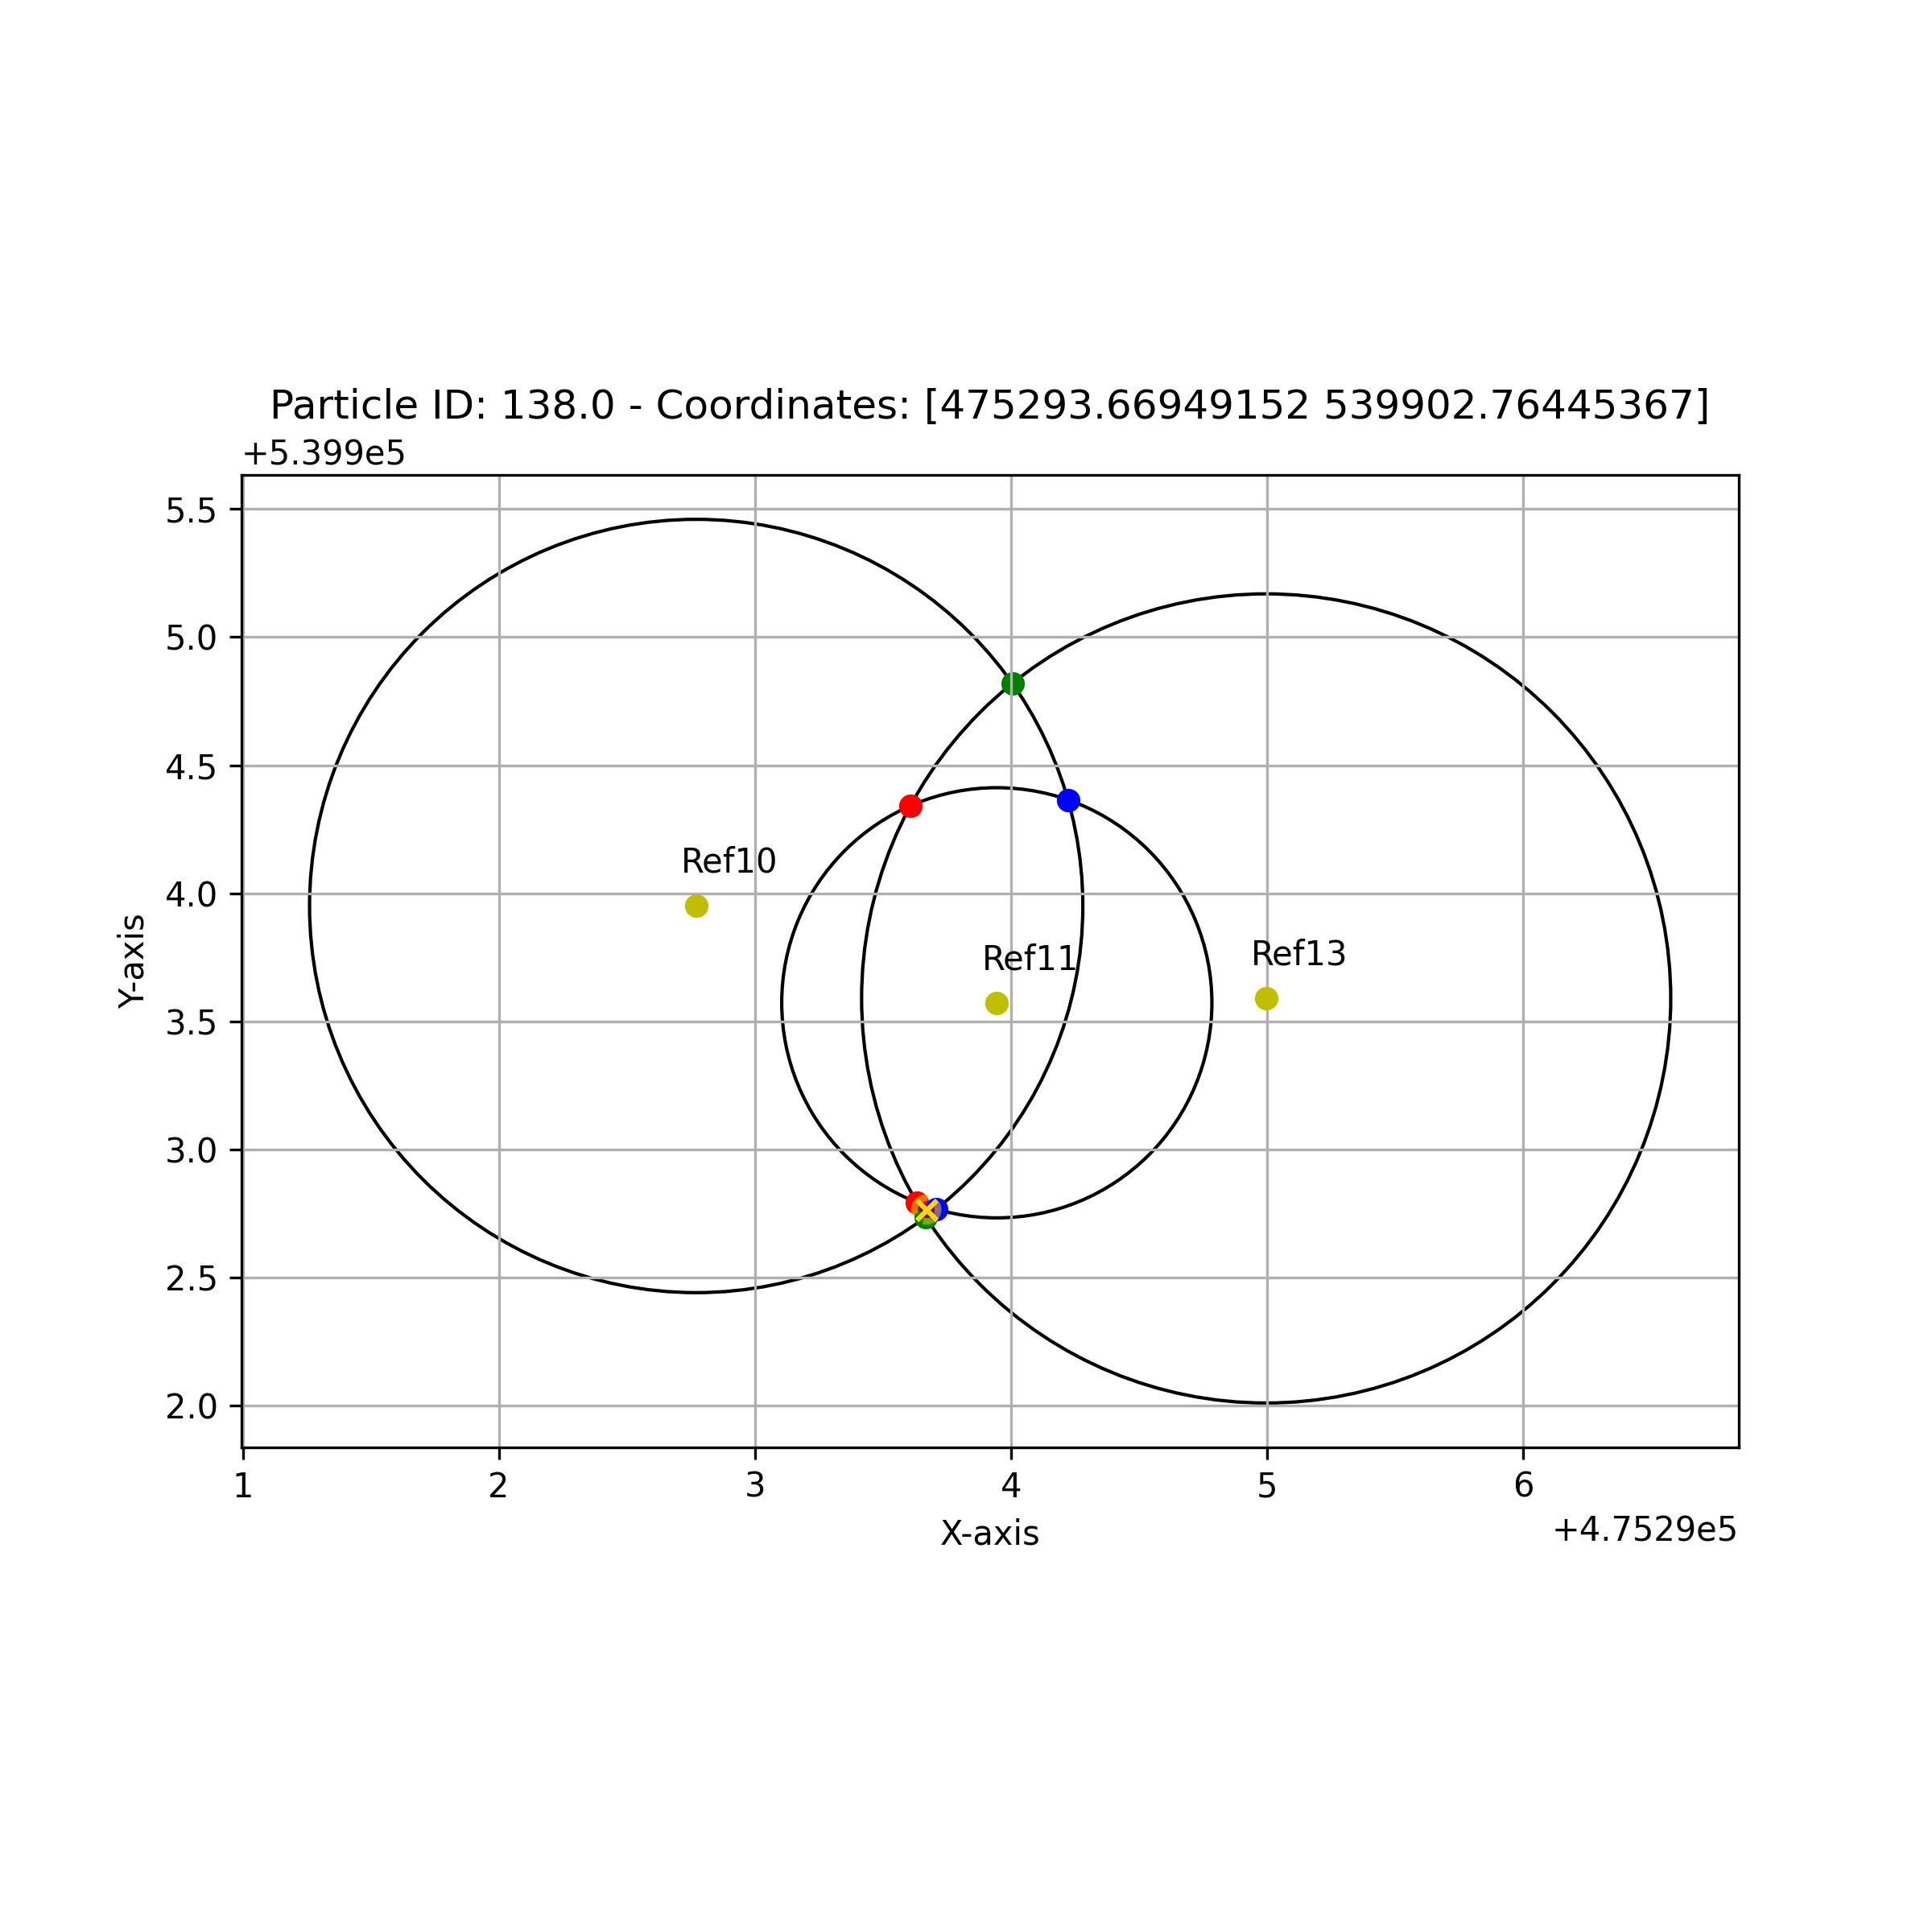 Particle ID: 138.0 - Coordinates: [475293.66949152 539902.76445367]
+5.399e5
5.5
5.0
4.5
4.0
3.5
3.0
2.5
2.0
Y-axis
Ref10
Ref11
Ref13
1 2 3 4 5 6
X-axis
+4.7529e5